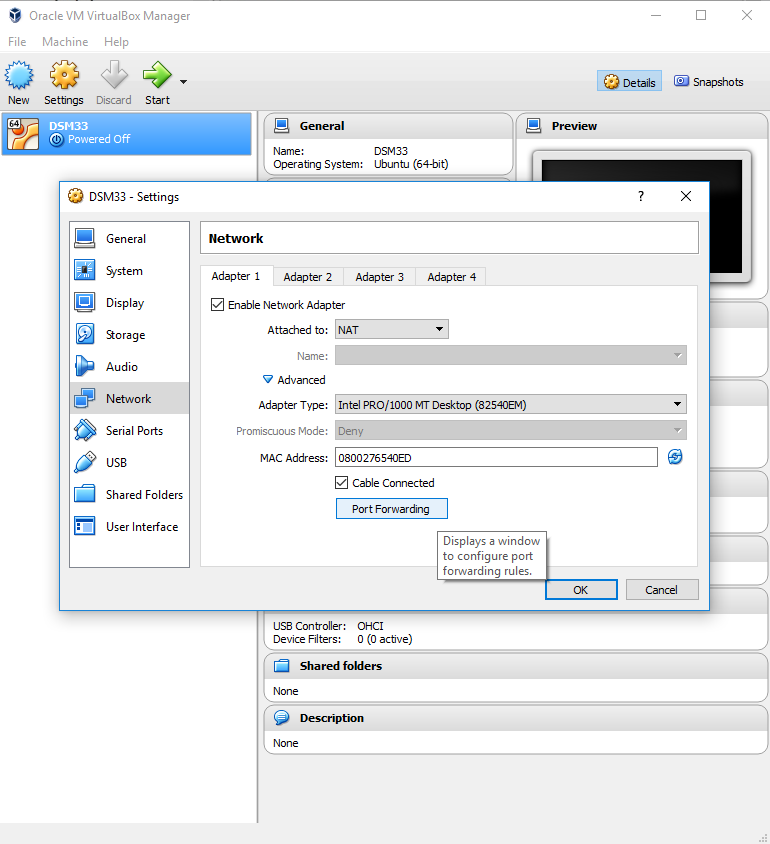 Oracle VM VirtualBox Manager
File Machine Help
New Settings Discard Start
Details Snapshots
64
DSM33
Powered Off
General
Name: DSM33
Operating System: Ubuntu (64-bit)
Preview
DSM33 - Settings
?
General
System
Display
Storage
Audio
Network
Serial Ports
USB
Shared Folders
User Interface
Network
Adapter 1 Adapter 2 Adapter 3 Adapter 4
Enable Network Adapter
Attached to: NAT
Name:
Advanced
Adapter Type: Intel PRO/1000 MT Desktop (82540EM)
Promiscuous Mode: Deny
MAC Address: 0800276540ED
Cable Connected
Port Forwarding
Displays a window
to configure port
forwarding rules.
OK Cancel
USB Controller: OHCI
Device Filters: 0 (0 active)
Shared folders
None
Description
None